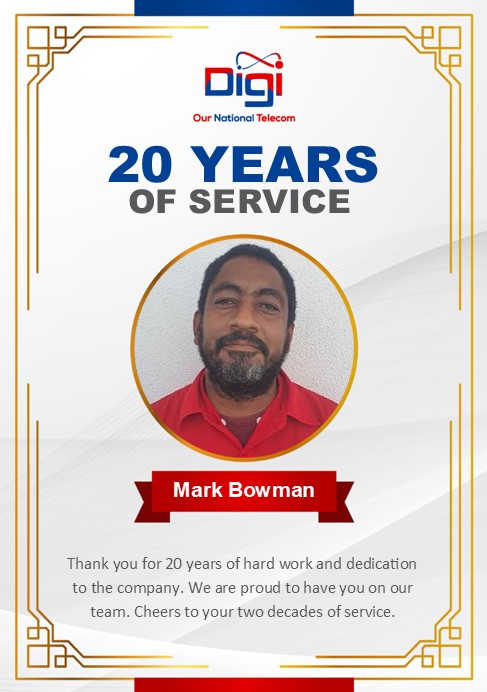 Digi
Our National Telecom
20 YEARS
OF SERVICE
Mark Bowman
Thank you for 20 years of hard work and dedication
to the company. We are proud to have you on our
team. Cheers to your two decades of service.